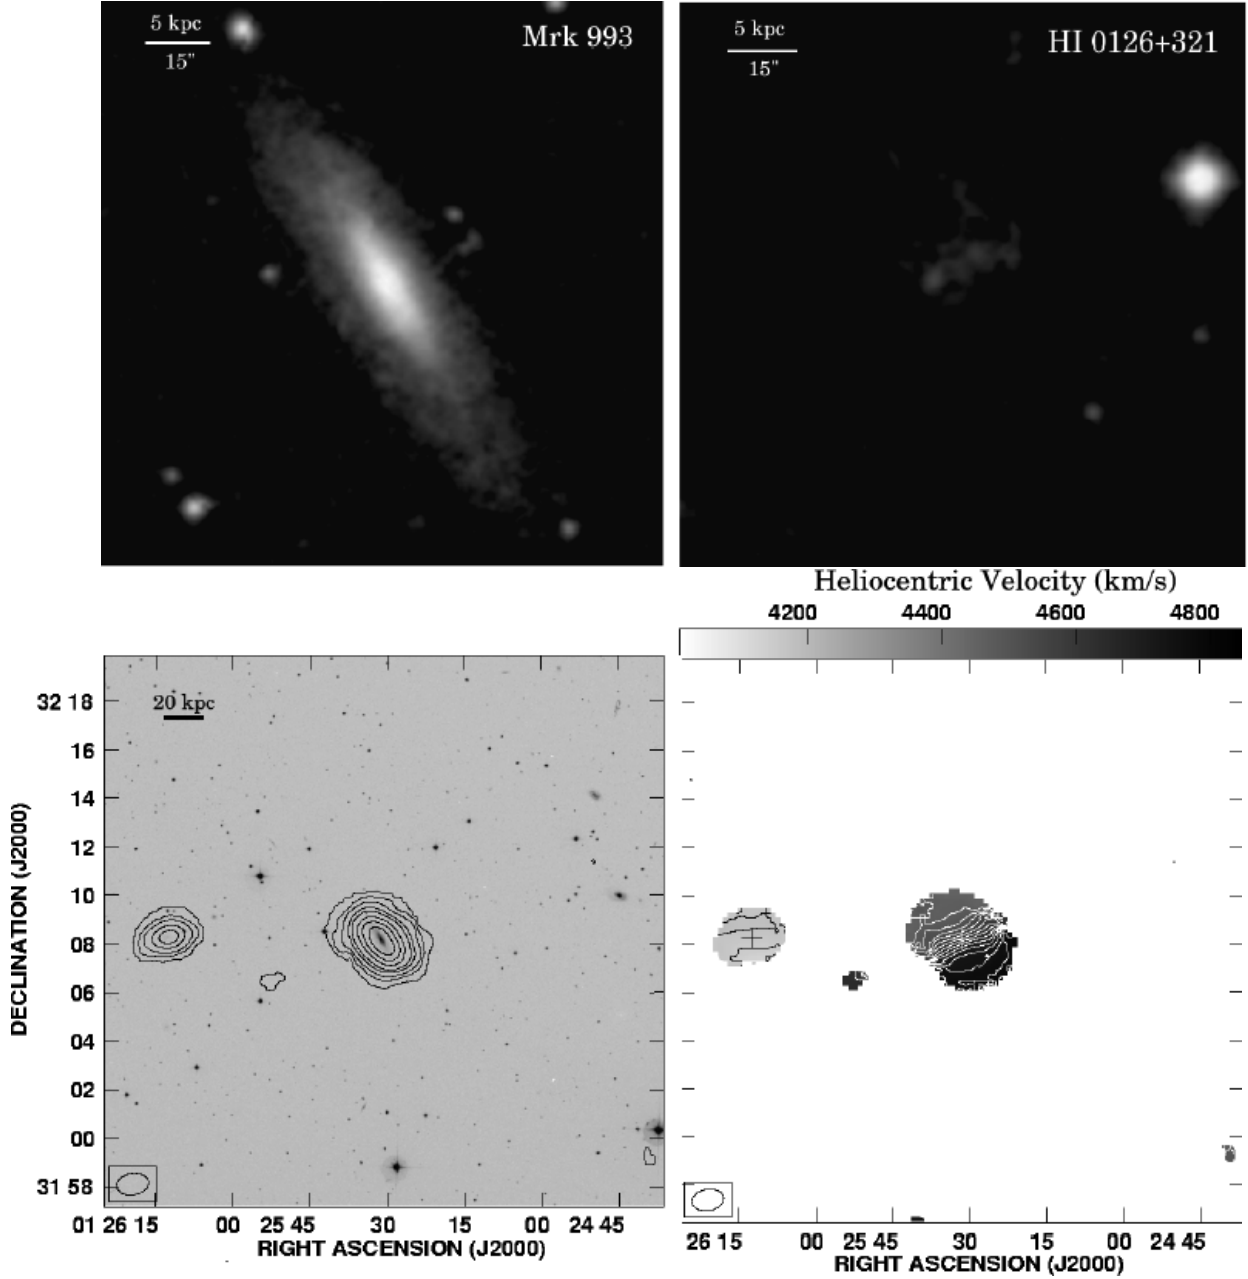 5 kpc
15"
Mrk 993
5 kpc
15"
HI 0126+321
Heliocentric Velocity (km/s)
4200 4400 4600 4800
20 kpc
32 18
16
14
12
10
08
06
04
02
00
31 58
DECLINATION (J2000)
01 26 15 00 25 45 30 15 00 24 45
RIGHT ASCENSION (J2000)
26 15 00 25 45 30 15 00 24 45
RIGHT ASCENSION (J2000)